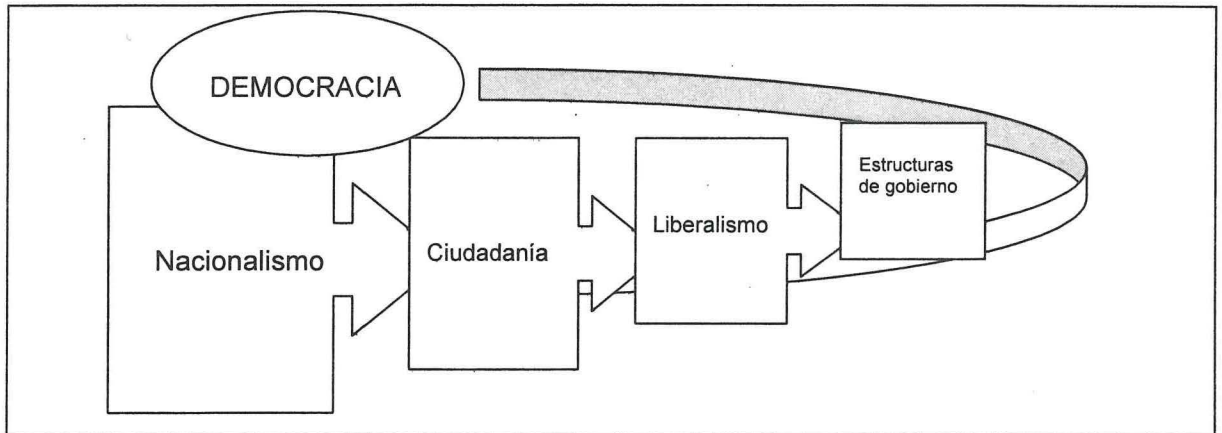 DEMOCRACIA
Nacionalismo
Ciudadanía
Liberalismo
Estructuras
de gobierno